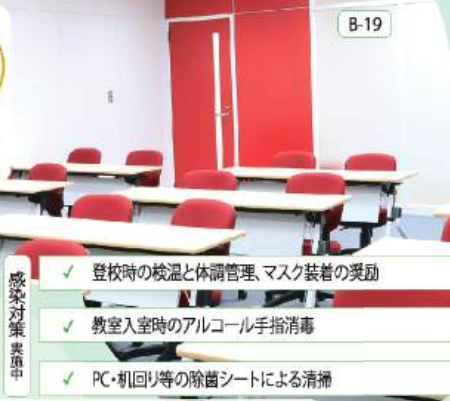 B-19
感染対策 実施中
✓ 登校時の検温と体調管理、マスク装着の奨励
✓ 教室入室時のアルコール手指消毒
✓ PC・机回り等の除菌シートによる清掃